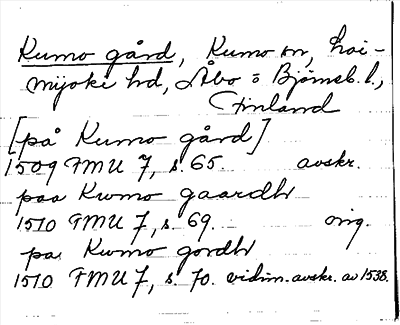 Kumo gård, Kumo sn, Loi-
mijoki hd, Åbo o Björneb. l.,
Finland
[på Kumo gård]
1509 FMU 7, s. 65. avskr.
paa Kwmo gaardh
1510 FMU 7, s. 69. orig.
pa Kumo gordh
1510 FMU 7, s. 70. vidim. avskr. av 1538.